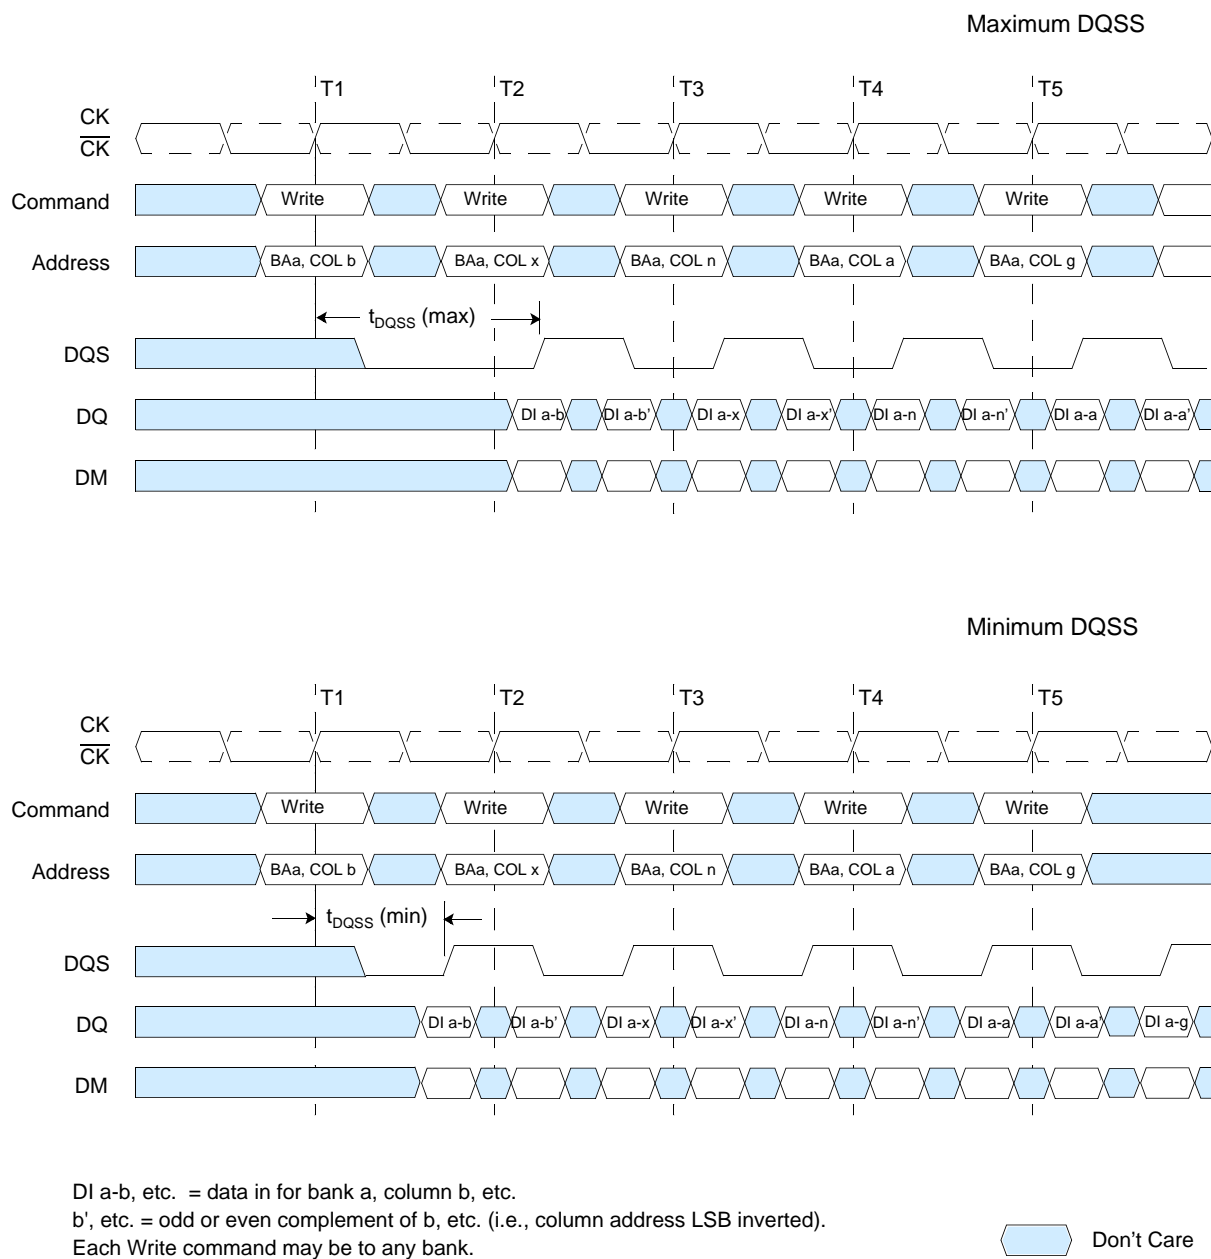 Maximum DQSS
T1 T2 T3 T4 T5
CK
CK
Command Write Write Write Write Write
Address BAa, COL b BAa, COL x BAa, COL n BAa, COL a BAa, COL g
tDQSS (max)
DQS
DQ DI a-b DI a-b’ DI a-x DI a-x’ DI a-n DI a-n’ DI a-a DI a-a’
DM
Minimum DQSS
T1 T2 T3 T4 T5
CK
CK
Command Write Write Write Write Write
Address BAa, COL b BAa, COL x BAa, COL n BAa, COL a BAa, COL g
tDQSS (min)
DQS
DQ DI a-b DI a-b’ DI a-x DI a-x’ DI a-n DI a-n’ DI a-a DI a-a’ DI a-g
DM
DI a-b, etc. = data in for bank a, column b, etc.
b', etc. = odd or even complement of b, etc. (i.e., column address LSB inverted).
Each Write command may be to any bank.
Don't Care